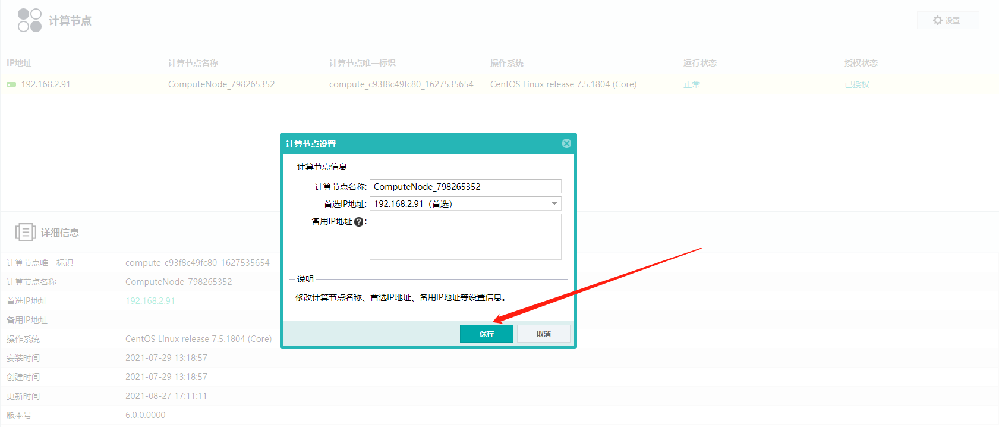 计算节点
设置
IP地址 计算节点名称 计算节点唯一标识 操作系统 运行状态 授权状态
192.168.2.91 ComputeNode_798265352 compute_c93f8c49fc80_1627535654 CentOS Linux release 7.5.1804 (Core) 正常 已授权
计算节点设置
计算节点信息
计算节点名称: ComputeNode_798265352
首选IP地址: 192.168.2.91（首选）
备用IP地址?:
说明
修改计算节点名称、首选IP地址、备用IP地址等设置信息。
保存 取消
详细信息
计算节点唯一标识 compute_c93f8c49fc80_1627535654
计算节点名称 ComputeNode_798265352
首选IP地址 192.168.2.91
备用IP地址
操作系统 CentOS Linux release 7.5.1804 (Core)
安装时间 2021-07-29 13:18:57
创建时间 2021-07-29 13:18:57
更新时间 2021-08-27 17:11:11
版本号 6.0.0.0000